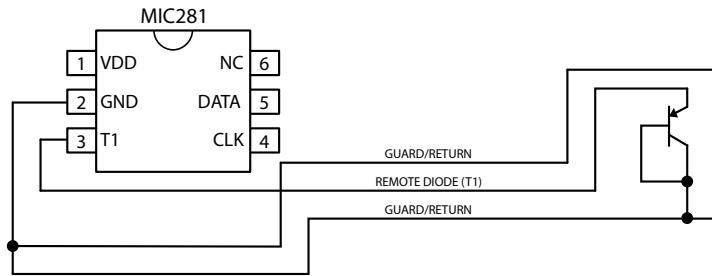 MIC281
1 VDD NC 6
2 GND DATA 5
3 T1 CLK 4
GUARD/RETURN
REMOTE DIODE (T1)
GUARD/RETURN